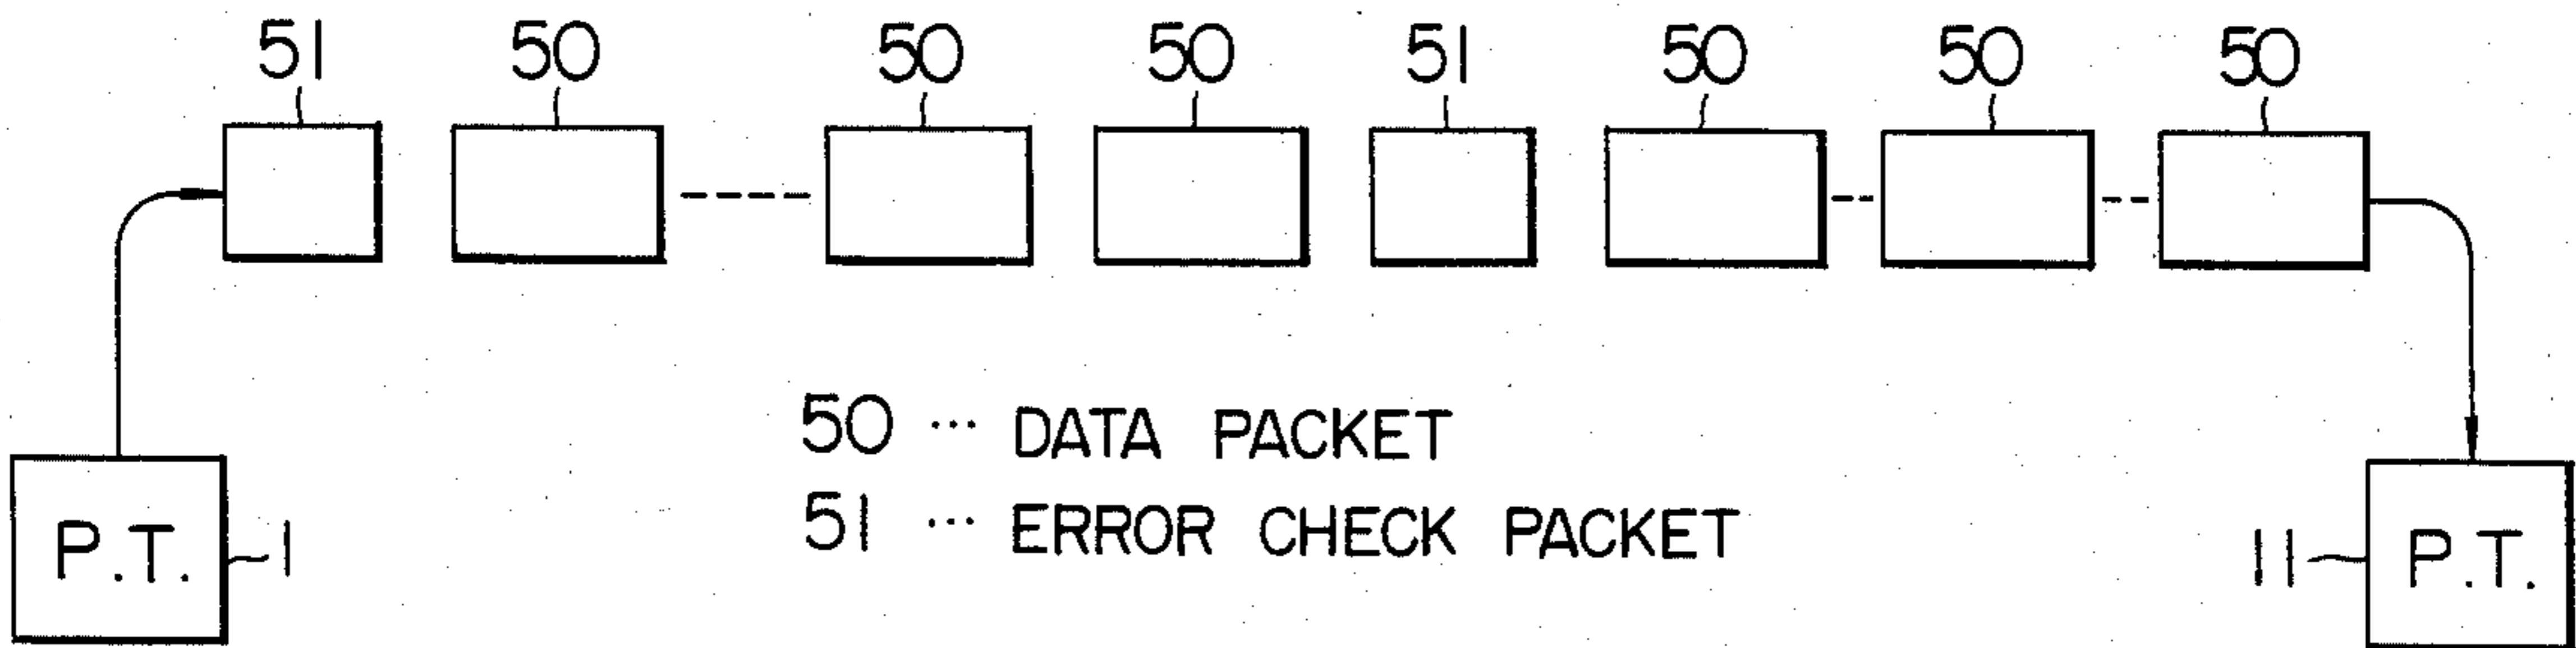 51 50 50 50 51 50 50 50
50 ... DATA PACKET
51 ... ERROR CHECK PACKET
P.T. 1 11 P.T.